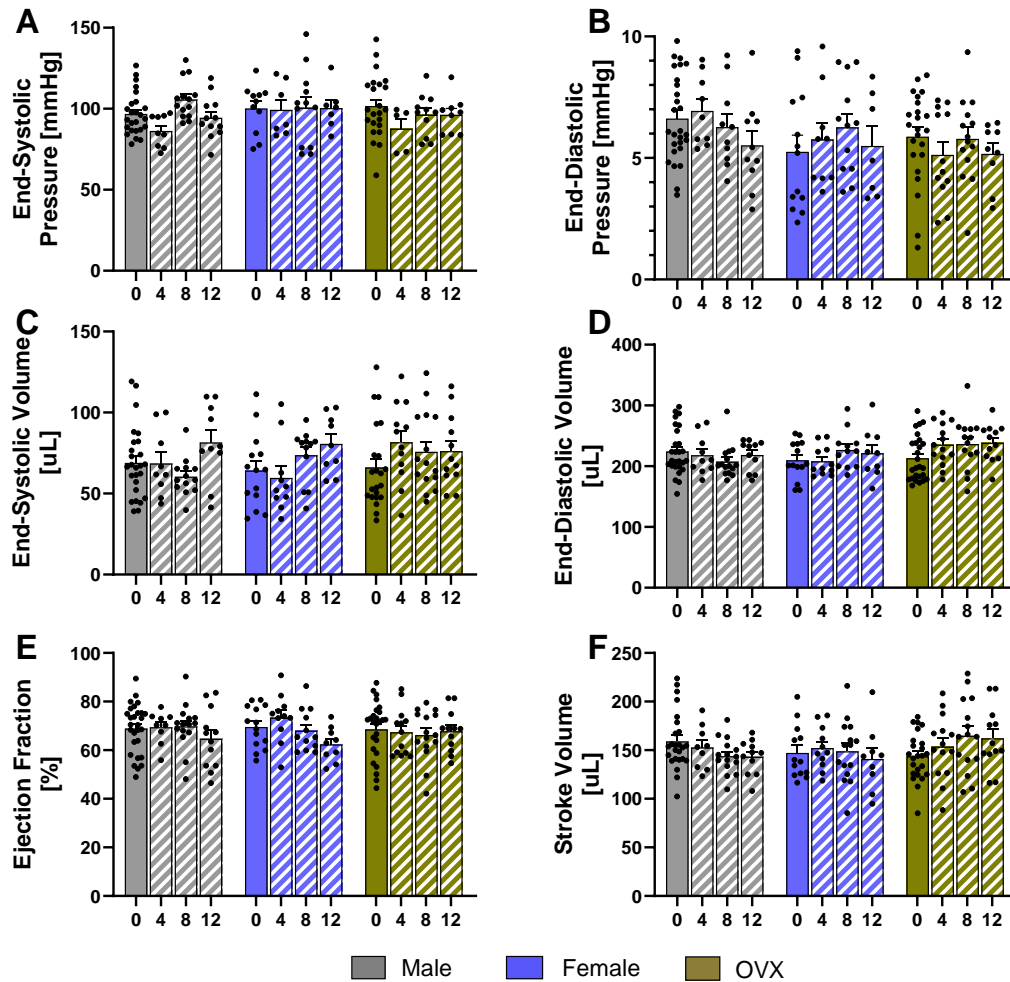 A
End-Systolic
Pressure [mmHg]
150
100
50
0
0 4 8 12 0 4 8 12 0 4 8 12
B
End-Diastolic
Pressure [mmHg]
10
5
0
0 4 8 12 0 4 8 12 0 4 8 12
C
End-Systolic Volume
[uL]
150
100
50
0
0 4 8 12 0 4 8 12 0 4 8 12
D
End-Diastolic Volume
[uL]
400
300
200
100
0
0 4 8 12 0 4 8 12 0 4 8 12
E
Ejection Fraction
[%]
100
80
60
40
20
0
0 4 8 12 0 4 8 12 0 4 8 12
F
Stroke Volume
[uL]
250
200
150
100
50
0
0 4 8 12 0 4 8 12 0 4 8 12
Male Female OVX